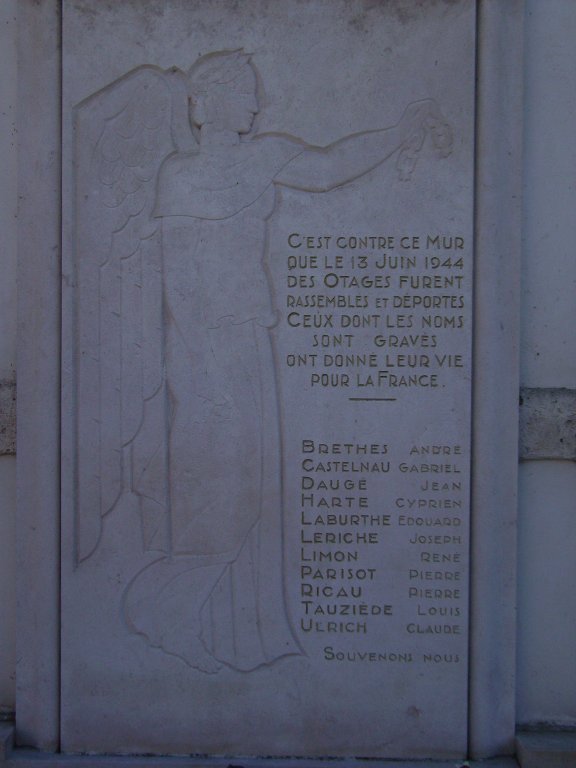 C'EST CONTRE CE MUR
QUE LE 13 JUIN 1944
DES OTAGES FURENT
RASSEMBLÉS ET DÉPORTÉS
CEUX DONT LES NOMS
SONT GRAVÉS
ONT DONNÉ LEUR VIE
POUR LA FRANCE.
BRETHES ANDRÉ
CASTELNAU GABRIEL
DAUGÉ JEAN
HARTE CYPRIEN
LABURTHE EDOUARD
LERICHE JOSEPH
LIMON RENÉ
PARISOT PIERRE
RICAU PIERRE
TAUZIÈDE LOUIS
ULRICH CLAUDE
SOUVENONS NOUS